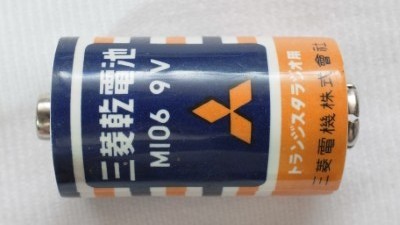 三菱乾電池
M106 9V
トランジスタラジオ用
三菱電機株式會社